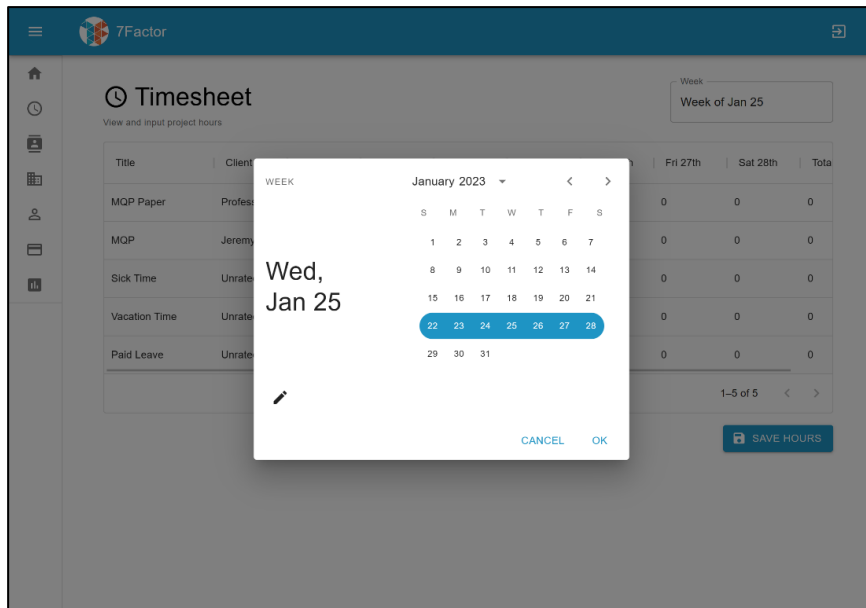 7Factor
Timesheet
View and input project hours
Week
Week of Jan 25
Title Client Fri 27th Sat 28th Tota
MQP Paper Profess 0 0 0
MQP Jeremy 0 0 0
Sick Time Unrate 0 0 0
Vacation Time Unrate 0 0 0
Paid Leave Unrate 0 0 0
1–5 of 5
SAVE HOURS
WEEK
Wed,
Jan 25
January 2023
S M T W T F S
1 2 3 4 5 6 7
8 9 10 11 12 13 14
15 16 17 18 19 20 21
22 23 24 25 26 27 28
29 30 31
CANCEL OK